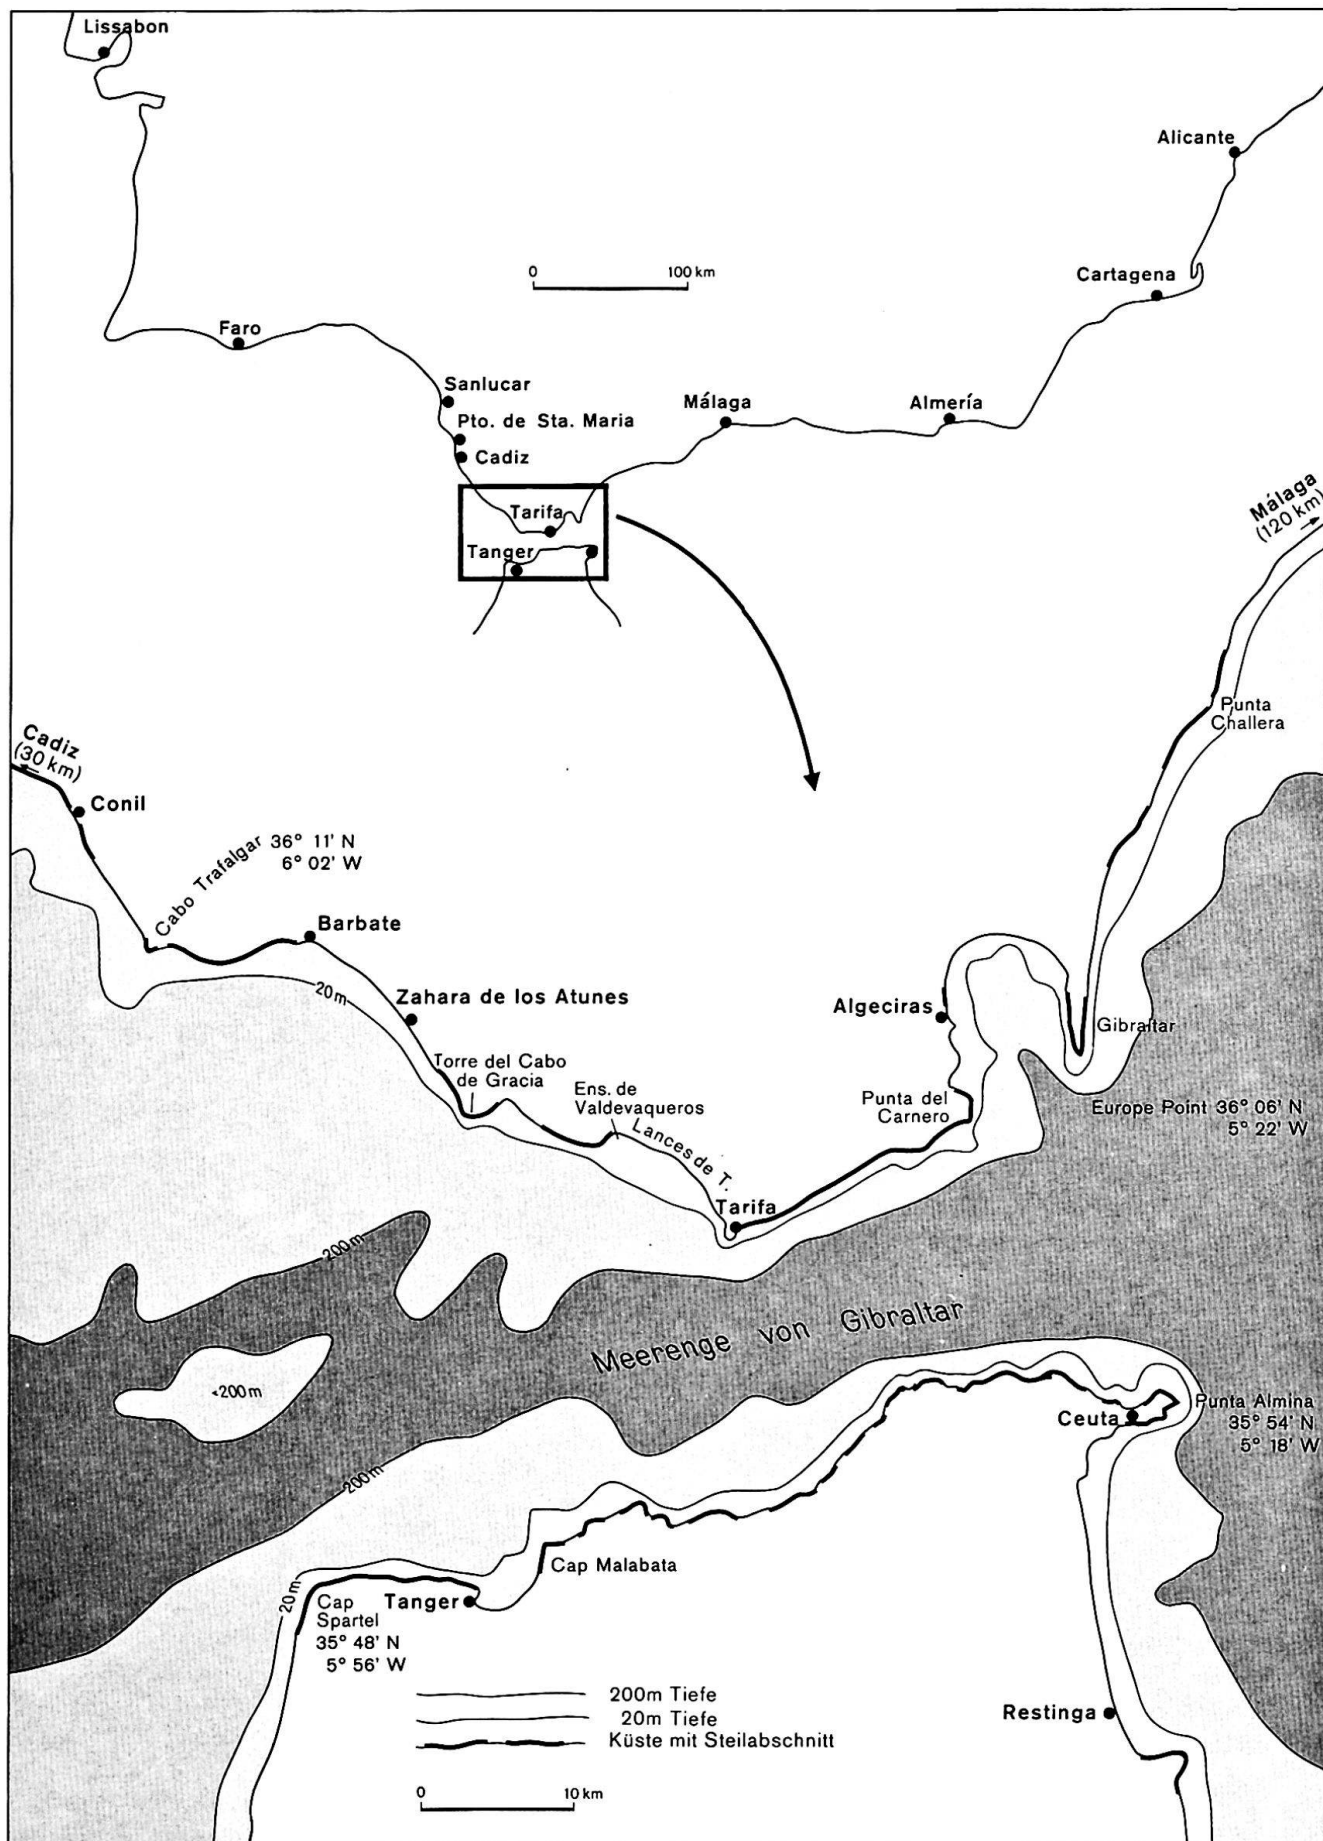 Lissabon
Alicante
0 100 km
Cartagena
Faro
Sanlucar
Málaga
Almería
Pto. de Sta. Maria
Cadiz
Tarifa
Tanger
Málaga
(120 km)
Punta
Challera
Cadiz
(30 km)
Conil
Cabo Trafalgar 36° 11' N
6° 02' W
Barbate
20m
Zahara de los Atunes
Algeciras
Gibraltar
Torre del Cabo
de Gracia
Ens. de
Valdevaqueros
Punta del
Carnero
Europe Point 36° 06' N
5° 22' W
Lances de T.
Tarifa
200m
Meerenge von Gibraltar
<200m
Punta Almina
35° 54' N
5° 18' W
Ceuta
200m
Cap Malabata
20m
Cap
Spartel
35° 48' N
5° 56' W
Tanger
200m Tiefe
20m Tiefe
Küste mit Steilabschnitt
Restinga
0 10 km